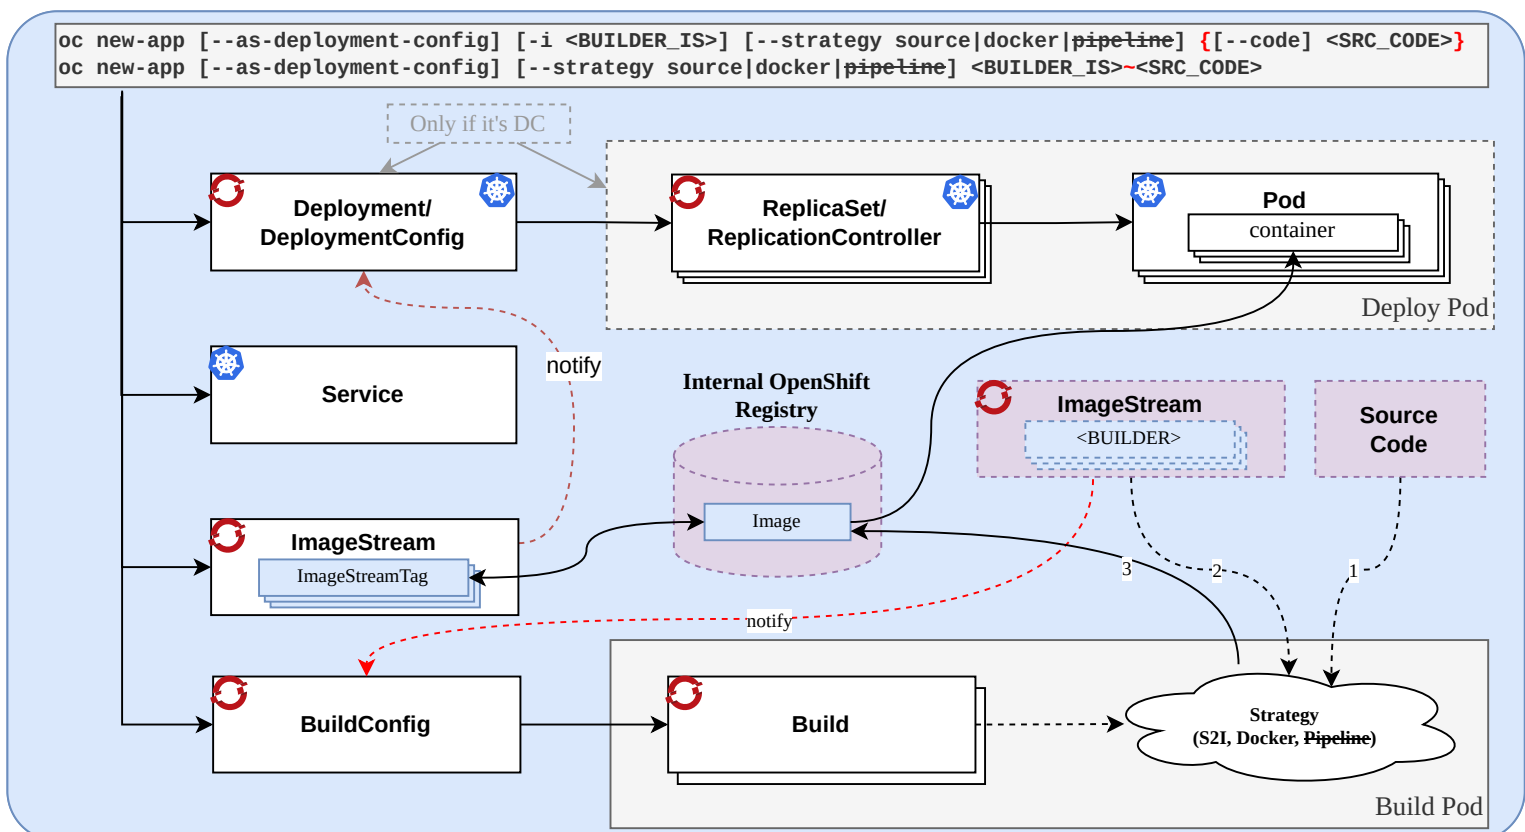 oc new-app [--as-deployment-config] [-i <BUILDER_IS>] [--strategy source|docker|pipeline] {[--code] <SRC_CODE>}
oc new-app [--as-deployment-config] [--strategy source|docker|pipeline] <BUILDER_IS>~<SRC_CODE>
Only if it's DC
Deployment/
DeploymentConfig
ReplicaSet/
ReplicationController
Pod
container
Deploy Pod
Service
notify
Internal OpenShift
Registry
Image
ImageStream
<BUILDER>
Source
Code
ImageStream
ImageStreamTag
3
2
1
notify
BuildConfig
Build
Strategy
(S2I, Docker, Pipeline)
Build Pod